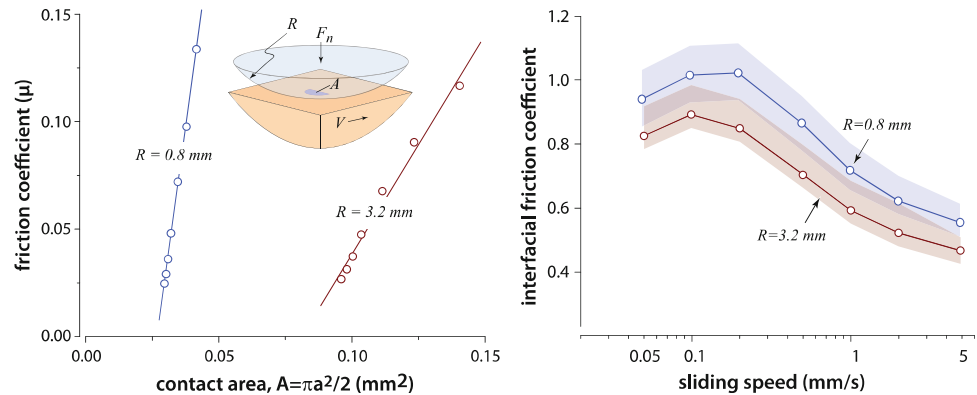 friction coefficient (μ)
0.15
0.10
0.05
0.00
R
Fn
A
V
R = 0.8 mm
R = 3.2 mm
0.00
0.05
0.10
0.15
contact area, A=πa2/2 (mm2)
interfacial friction coefficient
1.2
1.0
0.8
0.6
0.4
R=0.8 mm
R=3.2 mm
0.05
0.1
1
5
sliding speed (mm/s)